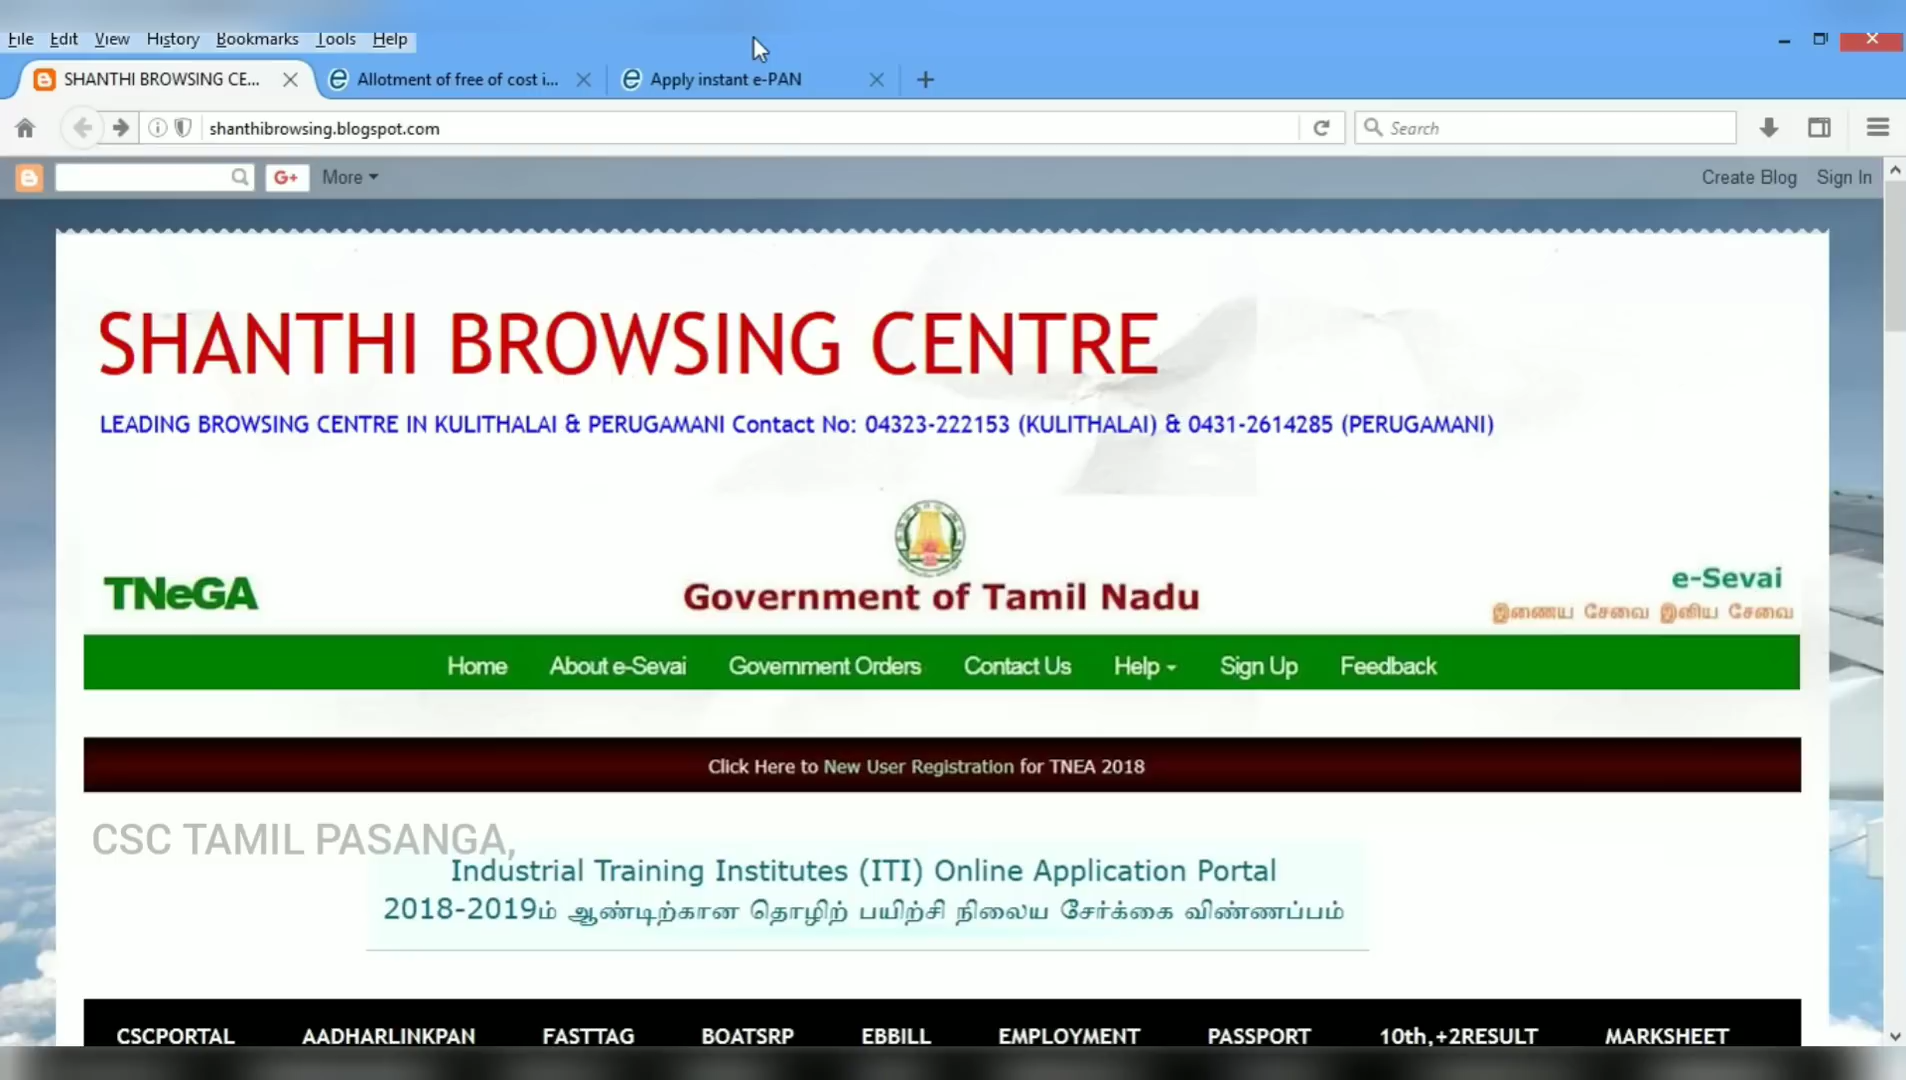 File Edit View History Bookmarks Tools Help
SHANTHI BROWSING CE... Allotment of free of cost i... Apply instant e-PAN
shanthibrowsing.blogspot.com Search
G+ More Create Blog Sign In
SHANTHI BROWSING CENTRE
LEADING BROWSING CENTRE IN KULITHALAI & PERUGAMANI Contact No: 04323-222153 (KULITHALAI) & 0431-2614285 (PERUGAMANI)
TNeGA Government of Tamil Nadu e-Sevai
இணைய சேவை இனிய சேவை
Home About e-Sevai Government Orders Contact Us Help Sign Up Feedback
Click Here to New User Registration for TNEA 2018
CSC TAMIL PASANGA,
Industrial Training Institutes (ITI) Online Application Portal
2018-2019ம் ஆண்டிற்கான தொழிற் பயிற்சி நிலைய சேர்க்கை விண்ணப்பம்
CSCPORTAL AADHARLINKPAN FASTTAG BOATSRP EBBILL EMPLOYMENT PASSPORT 10th,+2RESULT MARKSHEET